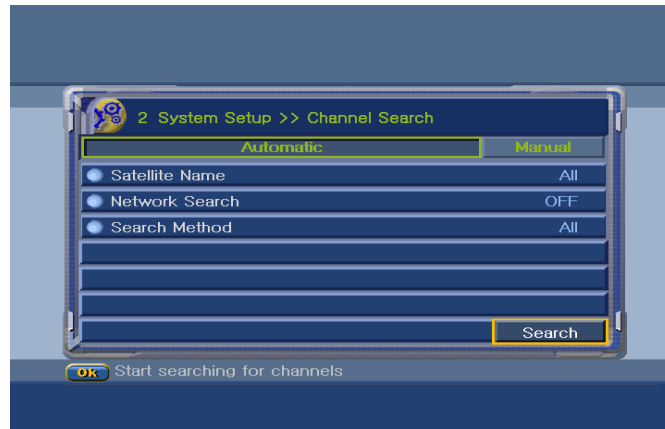 2 System Setup >> Channel Search
Automatic Manual
Satellite Name All
Network Search OFF
Search Method All
Search
OK Start searching for channels